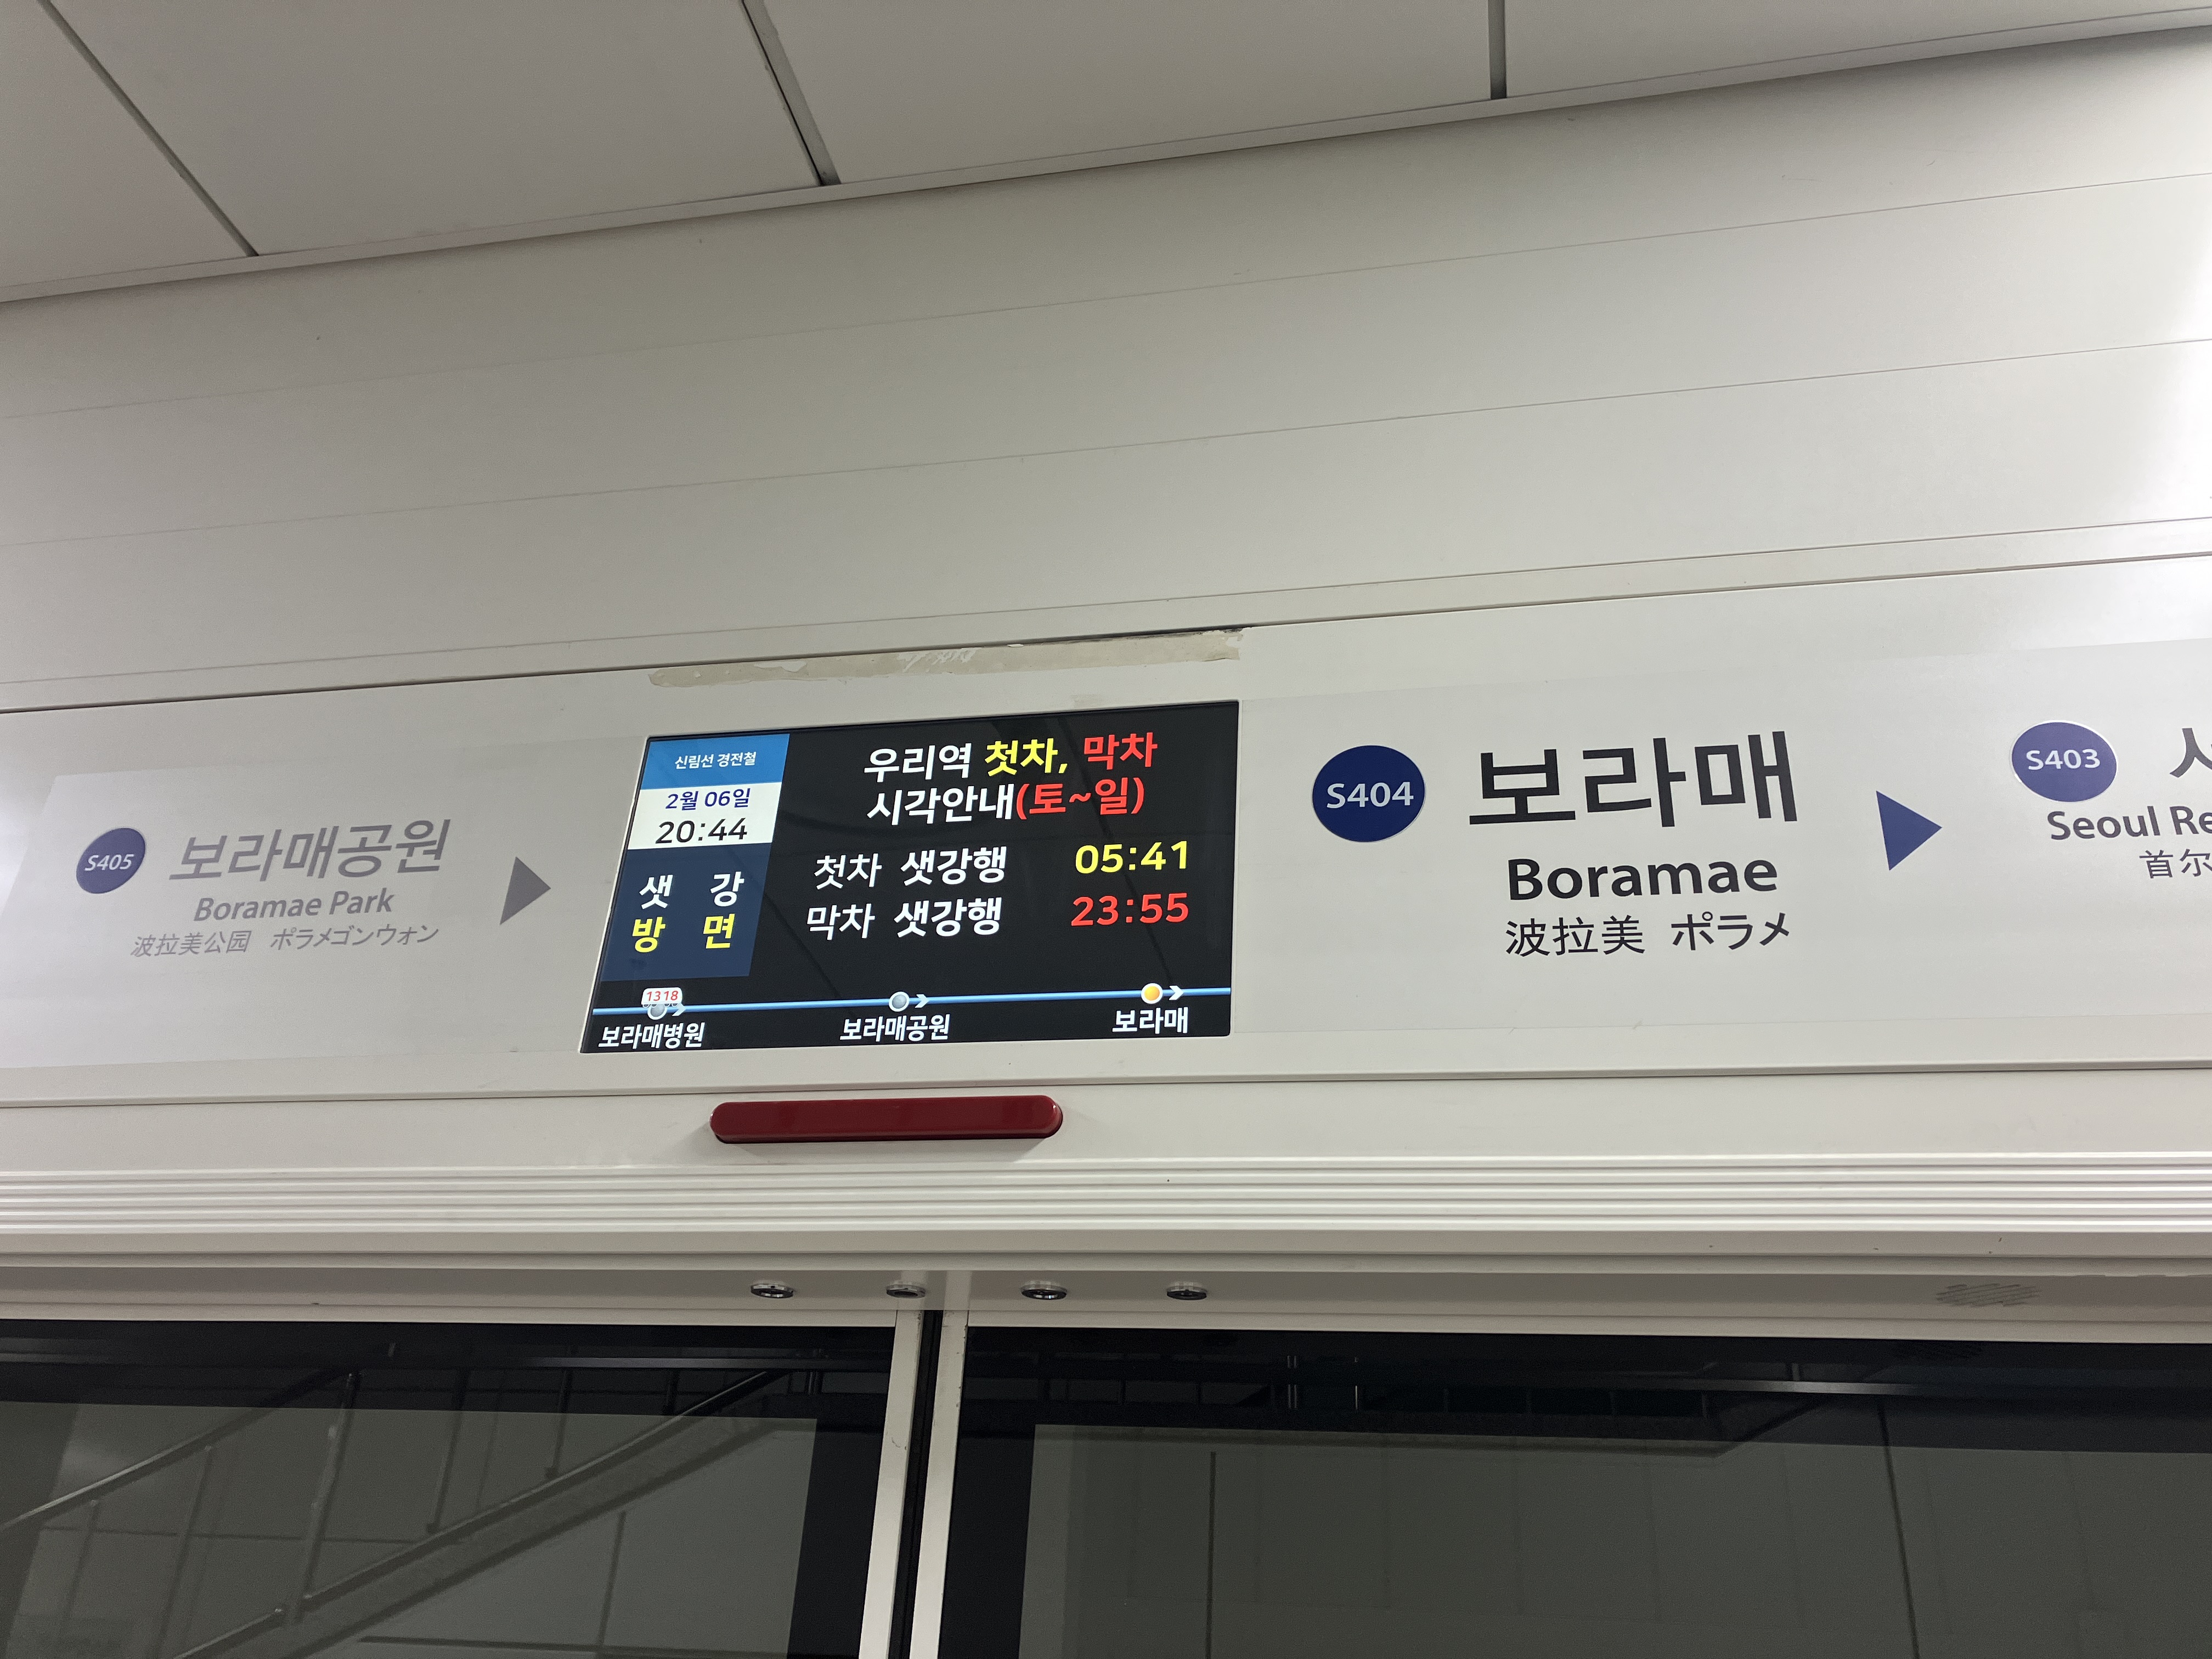 S405 보라매공원
Boramae Park
波拉美公园 ポラメゴンウォン
신림선 경전철
2월 06일
20:44
샛 강
방 면
우리역 첫차, 막차
시각안내(토~일)
첫차 샛강행 05:41
막차 샛강행 23:55
1318
보라매병원 보라매공원 보라매
S404 보라매
Boramae
波拉美 ポラメ
S403
Seoul
首尔